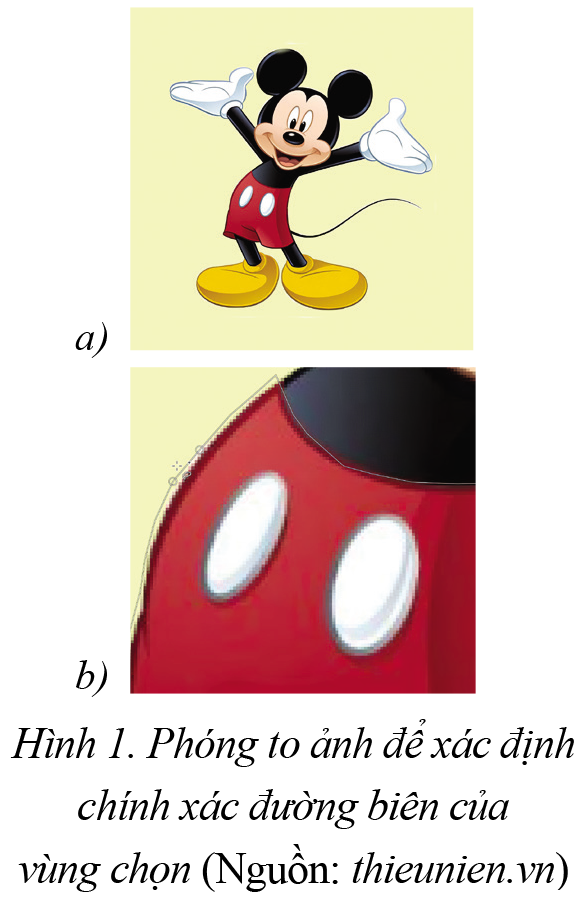 a)
b)
Hình 1. Phóng to ảnh để xác định
chính xác đường biên của
vùng chọn (Nguồn: thieunien.vn)